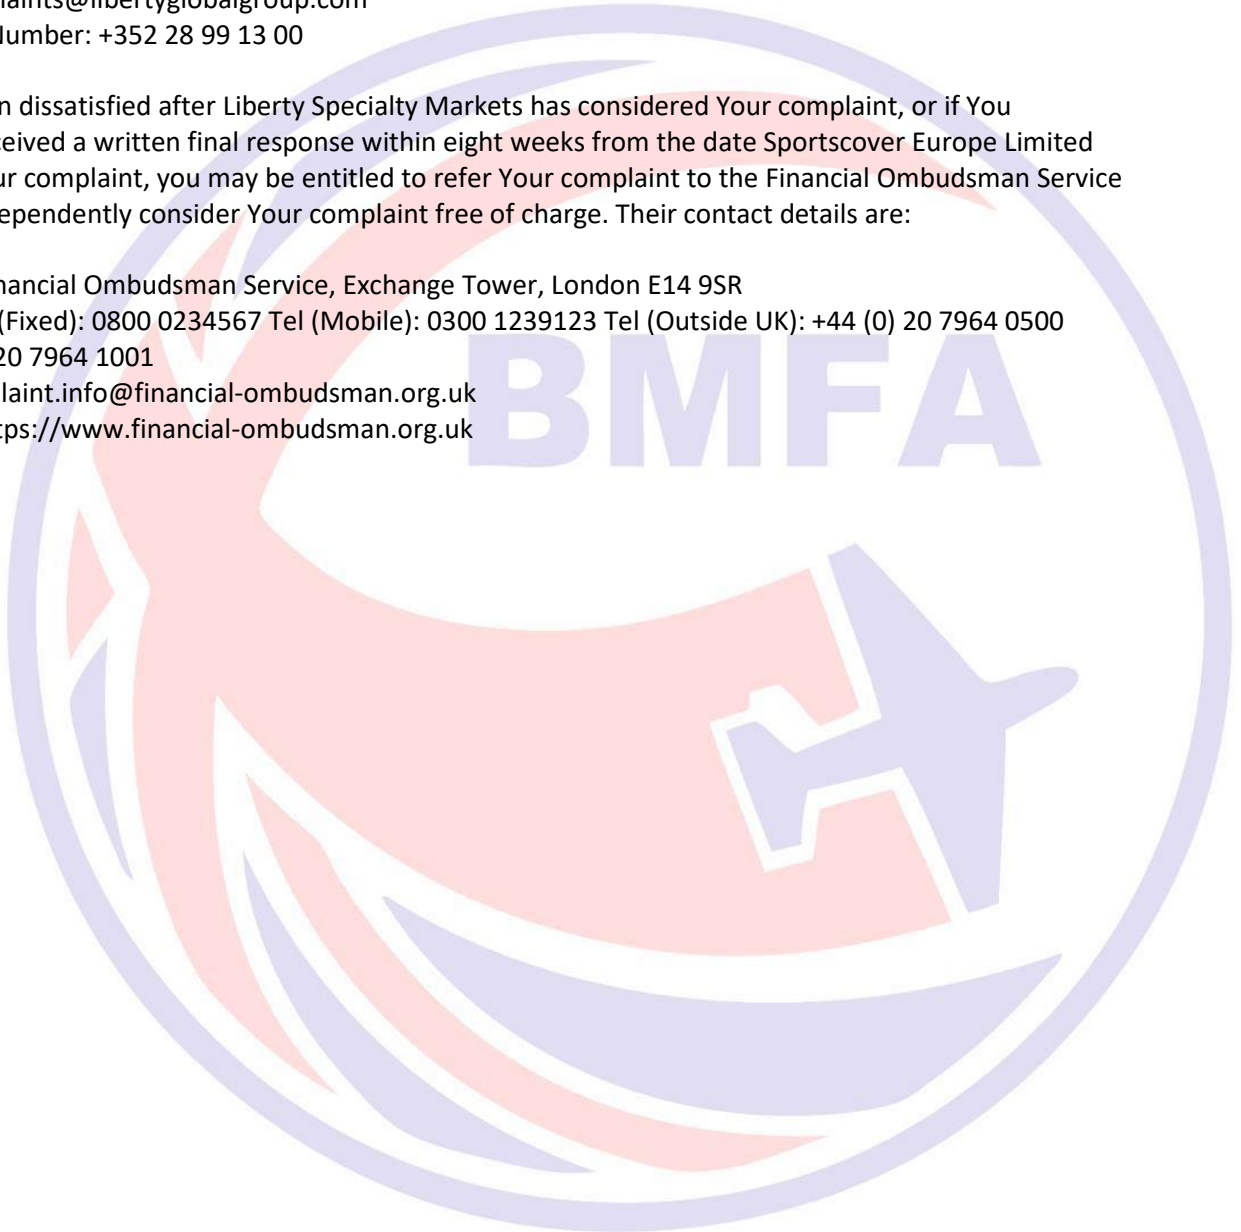 laints@libertyglobalgroup.com
Number: +352 28 99 13 00
n dissatisfied after Liberty Specialty Markets has considered Your complaint, or if You
ceived a written final response within eight weeks from the date Sportscover Europe Limited
ur complaint, you may be entitled to refer Your complaint to the Financial Ombudsman Service
ependently consider Your complaint free of charge. Their contact details are:
nancial Ombudsman Service, Exchange Tower, London E14 9SR
(Fixed): 0800 0234567 Tel (Mobile): 0300 1239123 Tel (Outside UK): +44 (0) 20 7964 0500
20 7964 1001
laint.info@financial-ombudsman.org.uk
tps://www.financial-ombudsman.org.uk
BMFA